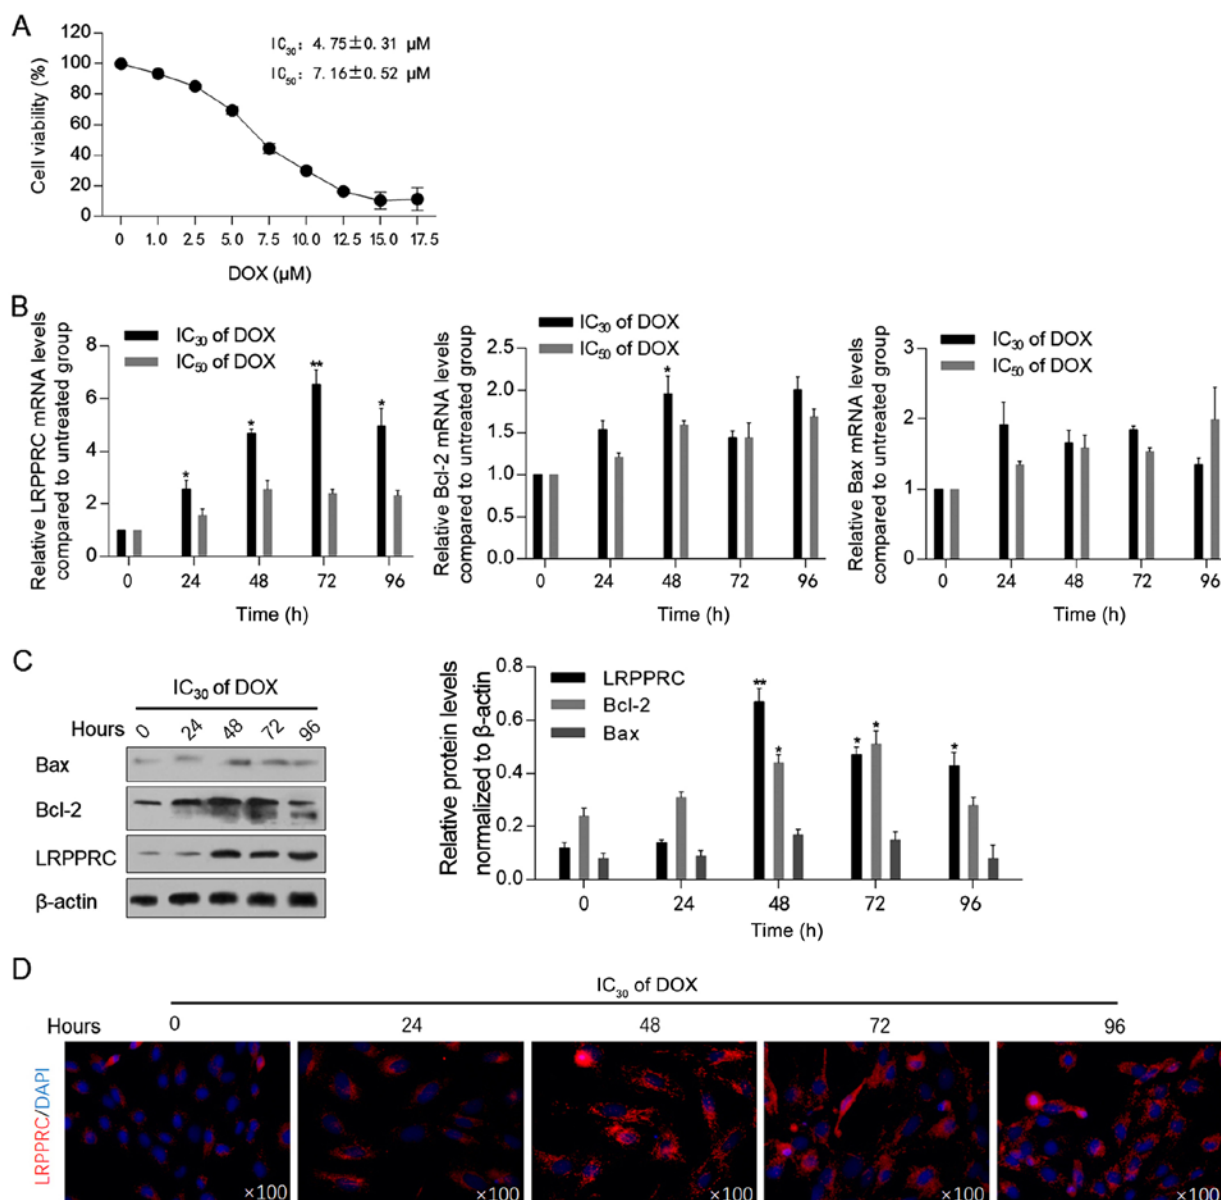 A
IC30: 4.75±0.31 μM
IC50: 7.16±0.52 μM
Cell viability (%)
120
100
80
60
40
20
0
0 1.0 2.5 5.0 7.5 10.0 12.5 15.0 17.5
DOX (μM)
B
Relative LRPPRC mRNA levels
compared to untreated group
IC30 of DOX
IC50 of DOX
8
6
4
2
0
* * ** *
0 24 48 72 96
Time (h)
Relative Bcl-2 mRNA levels
compared to untreated group
IC30 of DOX
IC50 of DOX
2.5
2.0
1.5
1.0
0.5
0.0
*
0 24 48 72 96
Time (h)
Relative Bax mRNA levels
compared to untreated group
IC30 of DOX
IC50 of DOX
3
2
1
0
0 24 48 72 96
Time (h)
C
IC30 of DOX
Hours 0 24 48 72 96
Bax
Bcl-2
LRPPRC
β-actin
Relative protein levels
normalized to β-actin
0.8
0.6
0.4
0.2
0.0
LRPPRC
Bcl-2
Bax
** * * * *
0 24 48 72 96
Time (h)
D
IC30 of DOX
Hours 0 24 48 72 96
LRPPRC/DAPI
×100 ×100 ×100 ×100 ×100